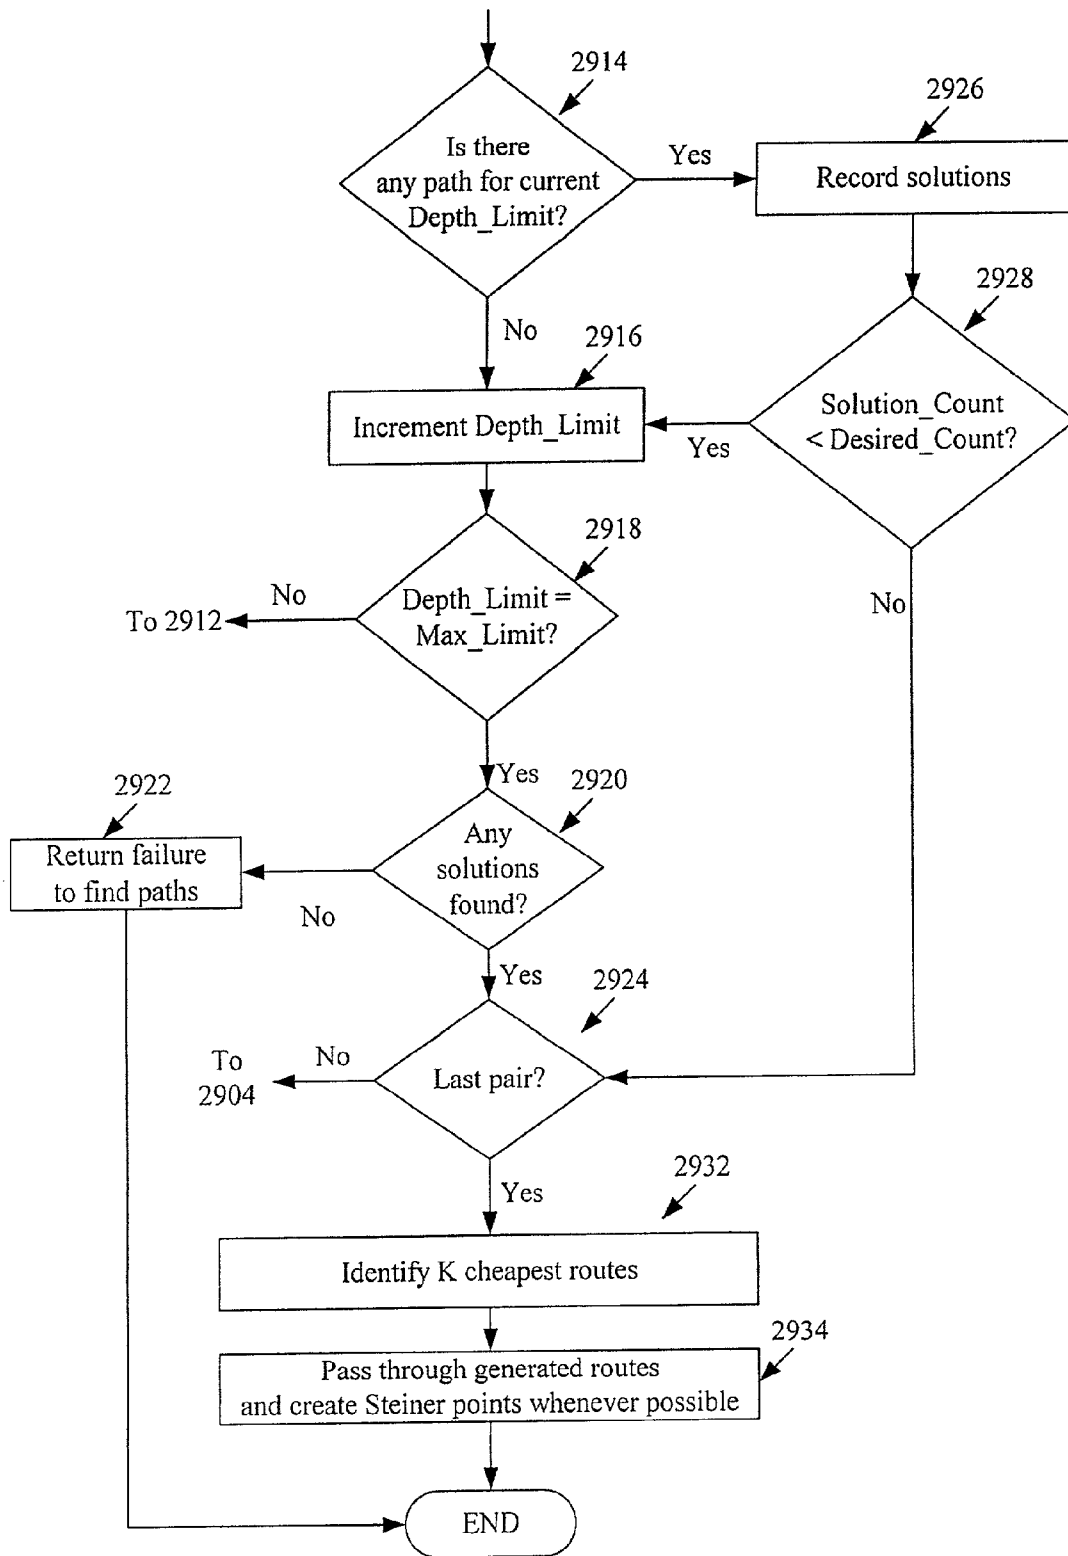 2914
Is there
any path for current
Depth_Limit?
Yes
2926
Record solutions
2928
Solution_Count
< Desired_Count?
Yes
No
No
2916
Increment Depth_Limit
2918
Depth_Limit =
Max_Limit?
No
To 2912
Yes
2920
Any
solutions
found?
No
2922
Return failure
to find paths
Yes
2924
Last pair?
No
To
2904
Yes
2932
Identify K cheapest routes
2934
Pass through generated routes
and create Steiner points whenever possible
END